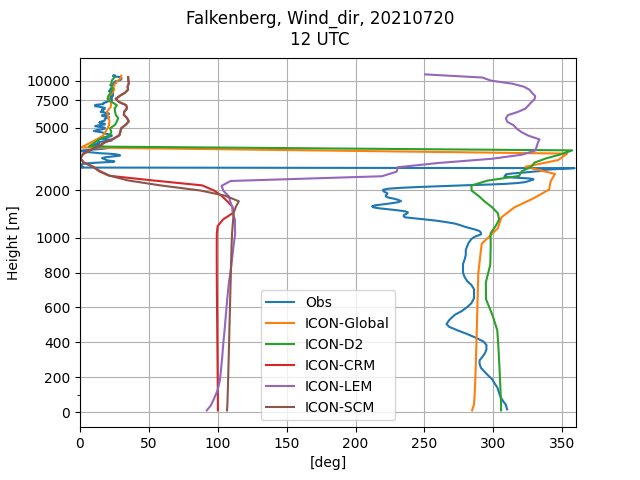 Falkenberg, Wind_dir, 20210720
12 UTC
10000
7500
5000
2000
1000
800
600
400
200
0
Height [m]
Obs
ICON-Global
ICON-D2
ICON-CRM
ICON-LEM
ICON-SCM
0 50 100 150 200 250 300 350
[deg]